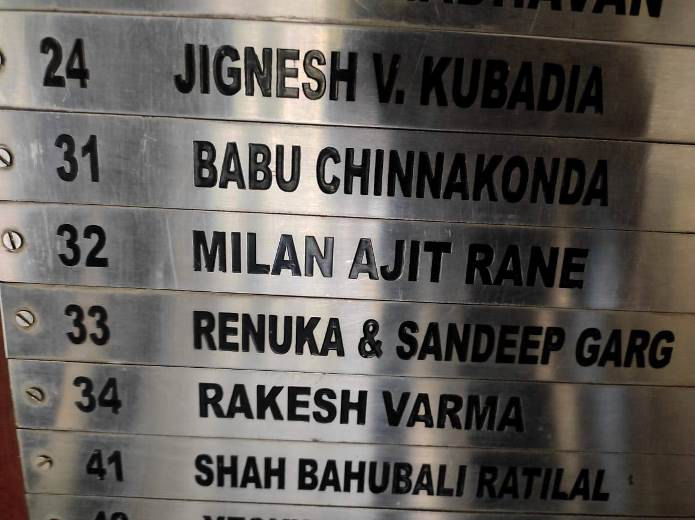 24 JIGNESH V. KUBADIA
31 BABU CHINNAKONDA
32 MILAN AJIT RANE
33 RENUKA & SANDEEP GARG
34 RAKESH VARMA
41 SHAH BAHUBALI RATILAL